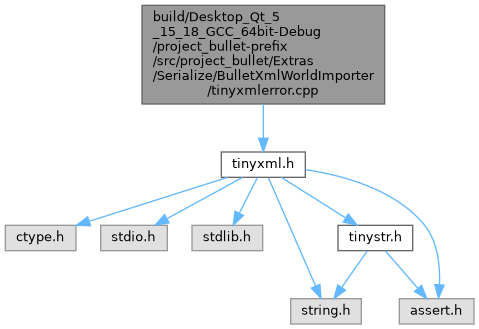 build/Desktop_Qt_5
_15_18_GCC_64bit-Debug
/project_bullet-prefix
/src/project_bullet/Extras
/Serialize/BulletXmlWorldImporter
/tinyxmlerror.cpp
tinyxml.h
ctype.h
stdio.h
stdlib.h
tinystr.h
string.h
assert.h